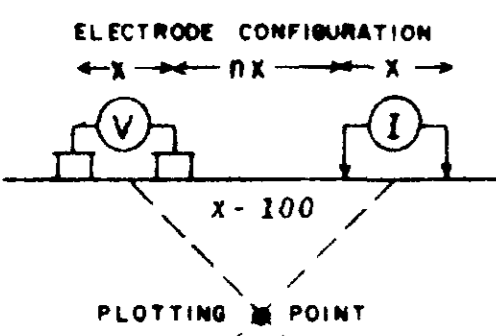 ELECTRODE CONFIGURATION
x nx x
V I
x - 100
PLOTTING POINT